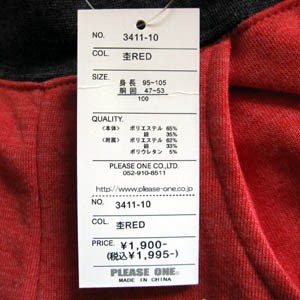 NO. 3411-10
COL. 杢RED
SIZE.
身長 95~105
胴囲 47~53
100
QUALITY.
〈本体〉 ポリエステル 65%
綿 35%
〈附属〉 ポリエステル 62%
綿 33%
ポリウレタン 5%
PLEASE ONE CO.,LTD.
052-910-8511
http://www.please-one.co.jp
NO. 3411-10
COL. 杢RED
PRICE. ¥1,900-
(税込¥1,995-)
PLEASE ONE.
MADE IN CHINA